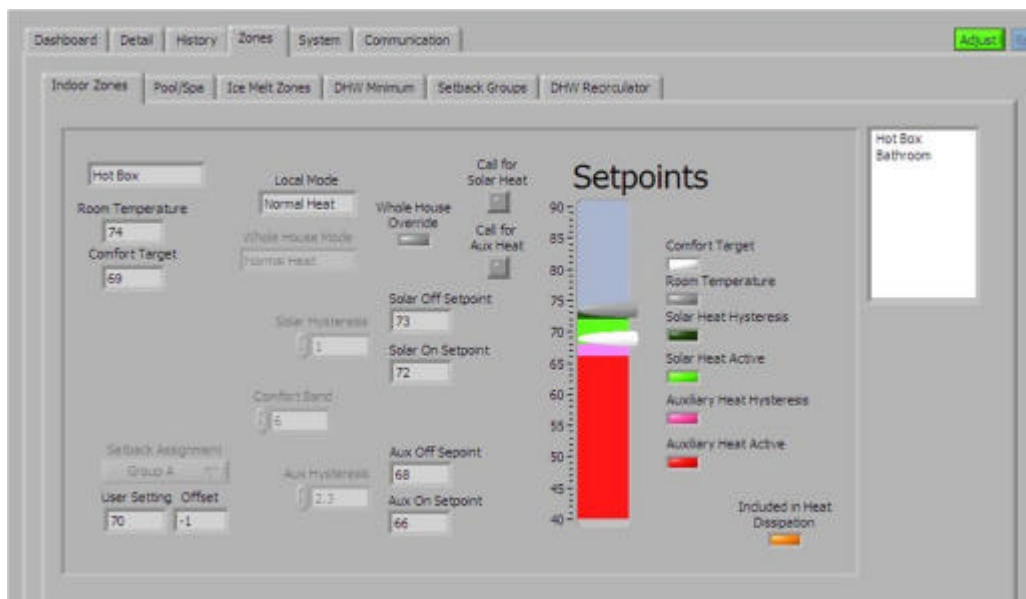 Dashboard Detail History Zones System Communication
Adjust
Indoor Zones Pool/Spa Ice Melt Zones DHW Minimum Setback Groups DHW Recirculator
Hot Box
Bathroom
Hot Box
Room Temperature
74
Comfort Target
69
Local Mode
Normal Heat
Whole House Mode
Normal Heat
Whole House
Override
Call for
Solar Heat
Call for
Aux Heat
Solar Hysteresis
1
Solar Off Setpoint
73
Solar On Setpoint
72
Comfort Band
6
Setback Assignment
Group A
User Setting Offset
70 -1
Aux Hysteresis
2.3
Aux Off Sepoint
68
Aux On Setpoint
66
Setpoints
90
85
80
75
70
65
60
55
50
45
40
Comfort Target
Room Temperature
Solar Heat Hysteresis
Solar Heat Active
Auxiliary Heat Hysteresis
Auxiliary Heat Active
Included in Heat
Dissipation